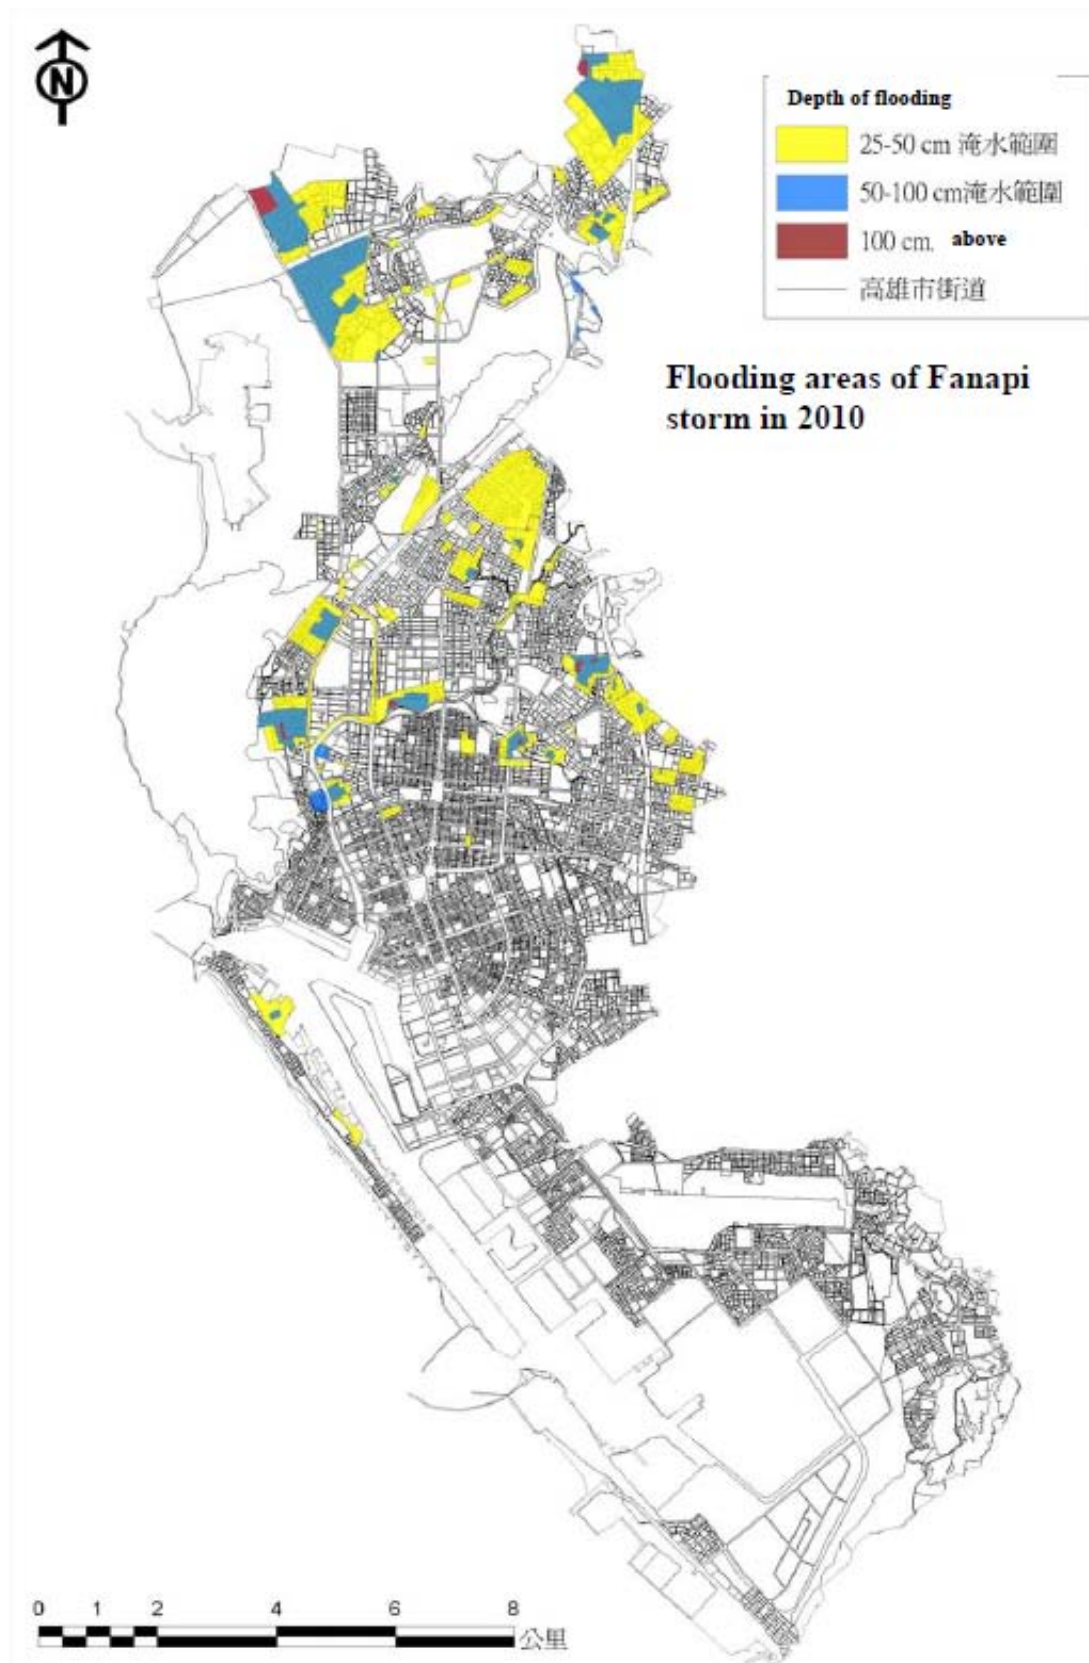 N
Depth of flooding
25-50 cm 淹水範圍
50-100 cm淹水範圍
100 cm. above
高雄市街道
Flooding areas of Fanapi
storm in 2010
0 1 2 4 6 8
公里